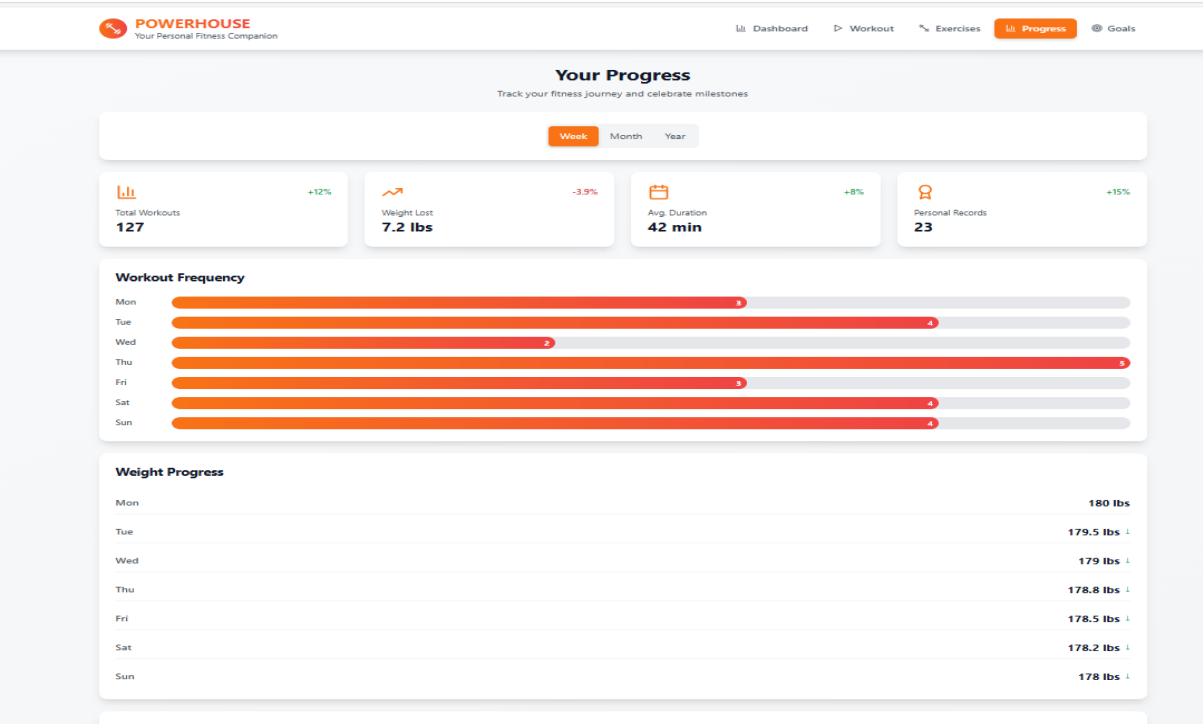 POWERHOUSE
Your Personal Fitness Companion
Dashboard Workout Exercises Progress Goals
Your Progress
Track your fitness journey and celebrate milestones
Week Month Year
+12%
Total Workouts
127
-3.9%
Weight Lost
7.2 lbs
+8%
Avg. Duration
42 min
+15%
Personal Records
23
Workout Frequency
Mon 3
Tue 4
Wed 2
Thu 5
Fri 3
Sat 4
Sun 4
Weight Progress
Mon 180 lbs
Tue 179.5 lbs ↓
Wed 179 lbs ↓
Thu 178.8 lbs ↓
Fri 178.5 lbs ↓
Sat 178.2 lbs ↓
Sun 178 lbs ↓